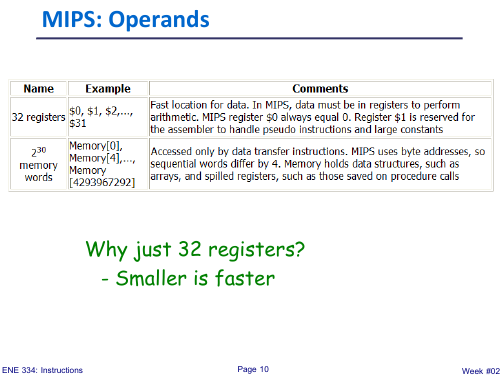 MIPS: Operands
Name Example Comments
32 registers $0, $1, $2,..., $31 Fast location for data. In MIPS, data must be in registers to perform
arithmetic. MIPS register $0 always equal 0. Register $1 is reserved for
the assembler to handle pseudo instructions and large constants
2^30 memory words Memory[0], Memory[4],..., Memory [4293967292] Accessed only by data transfer instructions. MIPS uses byte addresses, so
sequential words differ by 4. Memory holds data structures, such as
arrays, and spilled registers, such as those saved on procedure calls
Why just 32 registers?
- Smaller is faster
ENE 334: Instructions Page 10 Week #02